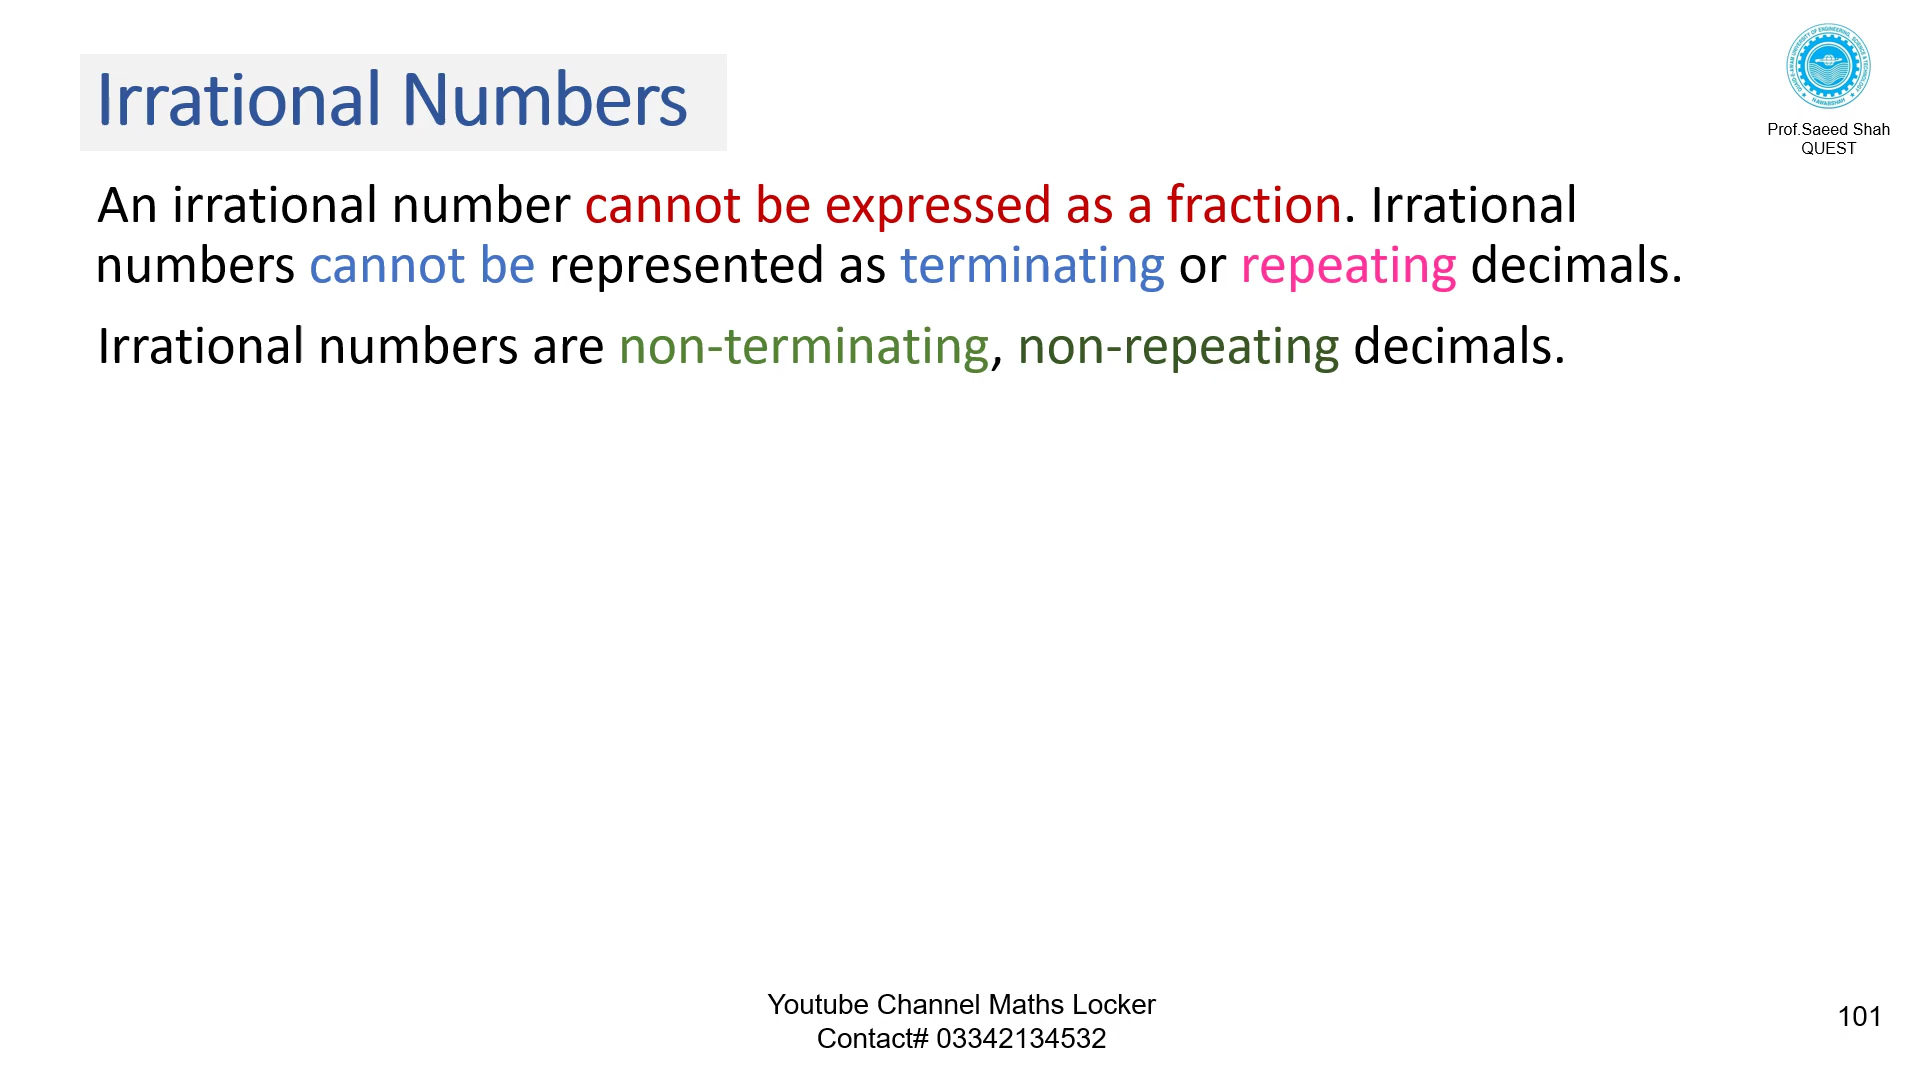 Irrational Numbers
Prof.Saeed Shah
QUEST
An irrational number cannot be expressed as a fraction. Irrational
numbers cannot be represented as terminating or repeating decimals.
Irrational numbers are non-terminating, non-repeating decimals.
Youtube Channel Maths Locker
Contact# 03342134532
101